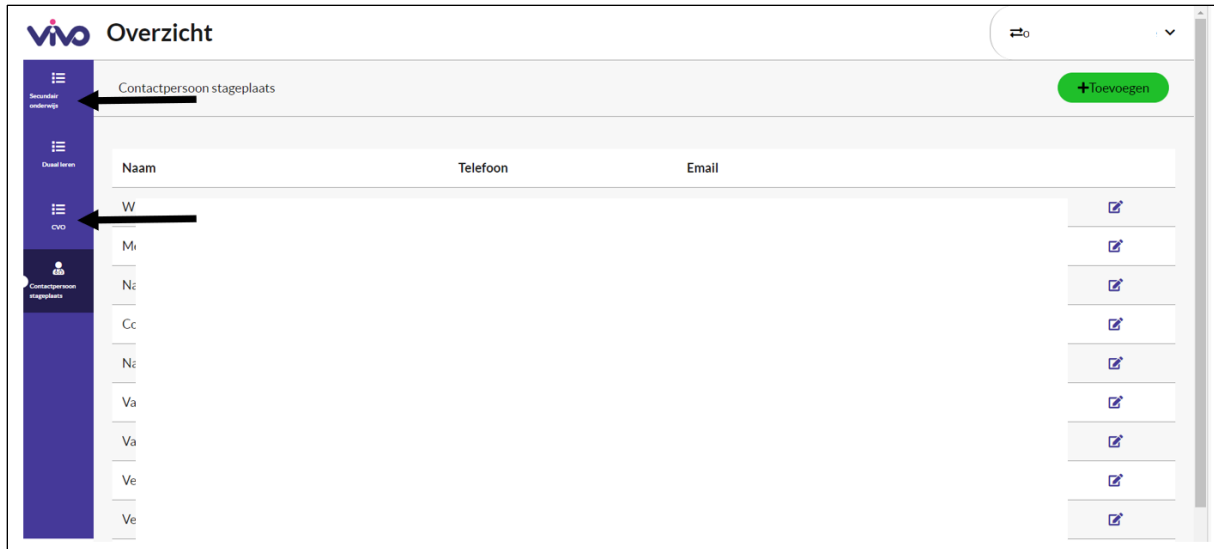 vivo Overzicht
Secundair
onderwijs
Contactpersoon stageplaats
+Toevoegen
Duaal leren
Naam Telefoon Email
CVO
W
Me
Na
Contactpersoon
stageplaats
Co
Na
Va
Va
Ve
Ve